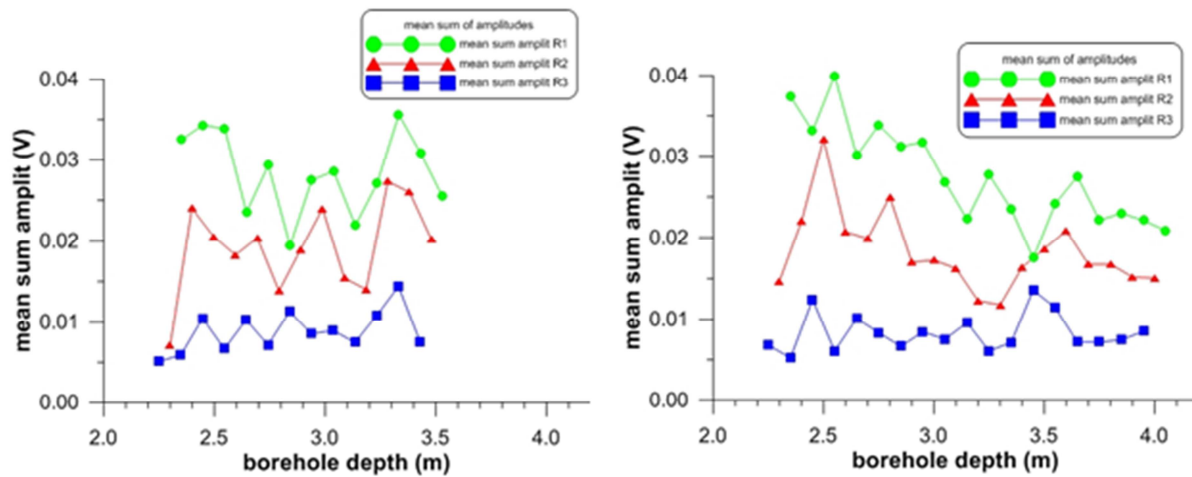 mean sum of amplitudes
mean sum amplit R1
mean sum amplit R2
mean sum amplit R3
0.04
0.03
0.02
0.01
0.00
mean sum amplit (V)
2.0 2.5 3.0 3.5 4.0
borehole depth (m)
mean sum of amplitudes
mean sum amplit R1
mean sum amplit R2
mean sum amplit R3
0.04
0.03
0.02
0.01
0.00
mean sum amplit (V)
2.0 2.5 3.0 3.5 4.0
borehole depth (m)